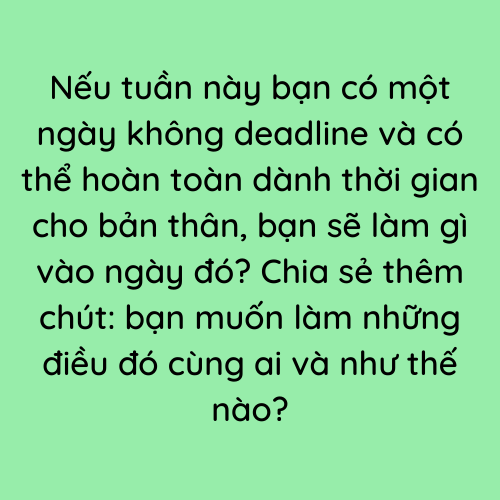 Nếu tuần này bạn có một
ngày không deadline và có
thể hoàn toàn dành thời gian
cho bản thân, bạn sẽ làm gì
vào ngày đó? Chia sẻ thêm
chút: bạn muốn làm những
điều đó cùng ai và như thế
nào?